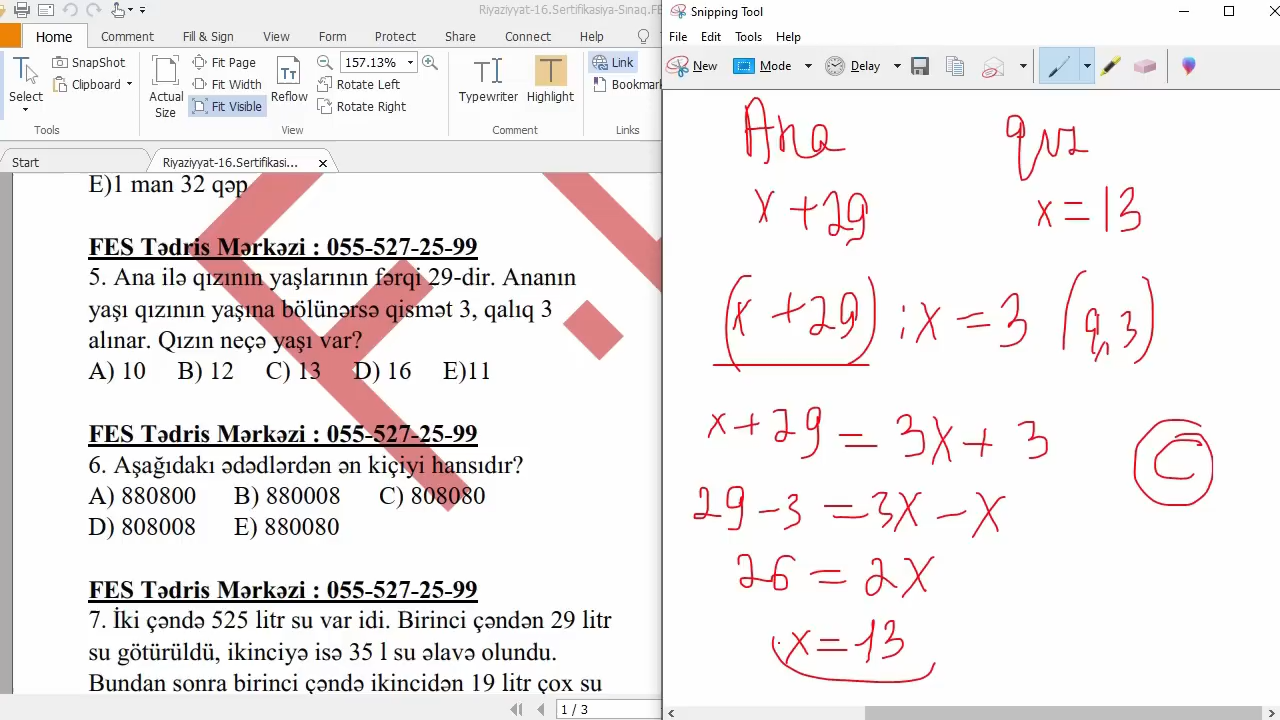 Riyaziyyat-16.Sertifikasiya-Sınaq.FE
Home Comment Fill & Sign View Form Protect Share Connect Help
Select
SnapShot
Clipboard
Actual Size
Fit Page
Fit Width
Fit Visible
Reflow
157.13%
Rotate Left
Rotate Right
Typewriter
Highlight
Link
Bookmar
Tools View Comment Links
Start Riyaziyyat-16.Sertifikasi...
E)1 man 32 qəp
FES Tədris Mərkəzi : 055-527-25-99
5. Ana ilə qızının yaşlarının fərqi 29-dir. Ananın
yaşı qızının yaşına bölünərsə qismət 3, qalıq 3
alınar. Qızın neçə yaşı var?
A) 10 B) 12 C) 13 D) 16 E)11
FES Tədris Mərkəzi : 055-527-25-99
6. Aşağıdakı ədədlərdən ən kiçiyi hansıdır?
A) 880800 B) 880008 C) 808080
D) 808008 E) 880080
FES Tədris Mərkəzi : 055-527-25-99
7. İki çəndə 525 litr su var idi. Birinci çəndən 29 litr
su götürüldü, ikinciyə isə 35 l su əlavə olundu.
Bundan sonra birinci çəndə ikincidən 19 litr çox su
1 / 3
Snipping Tool
File Edit Tools Help
New Mode Delay
Ana qız
x + 29 x = 13
(x + 29) : x = 3 (q. 3)
x + 29 = 3x + 3
29 - 3 = 3x - x
26 = 2x
x = 13
C